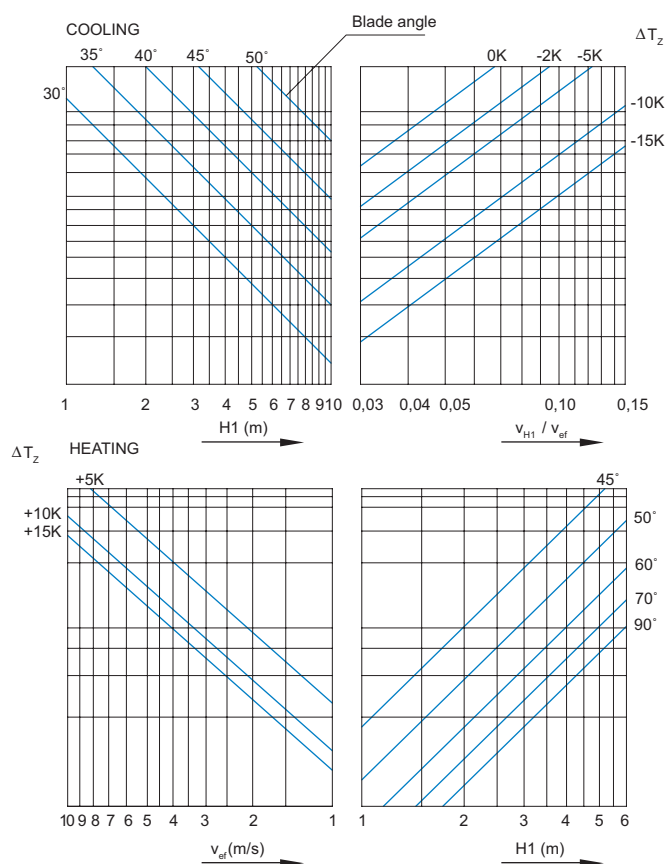 Blade angle
COOLING
35° 40° 45° 50°
0K -2K -5K
ΔTZ
30°
-10K
-15K
1 2 3 4 5 6 7 8 9 10
0,03 0,04 0,05 0,10 0,15
H1 (m)
vH1 / vef
HEATING
ΔTZ
+5K
45°
+10K
50°
+15K
60°
70°
90°
10 9 8 7 6 5 4 3 2 1
1 2 3 4 5 6
vef(m/s)
H1 (m)